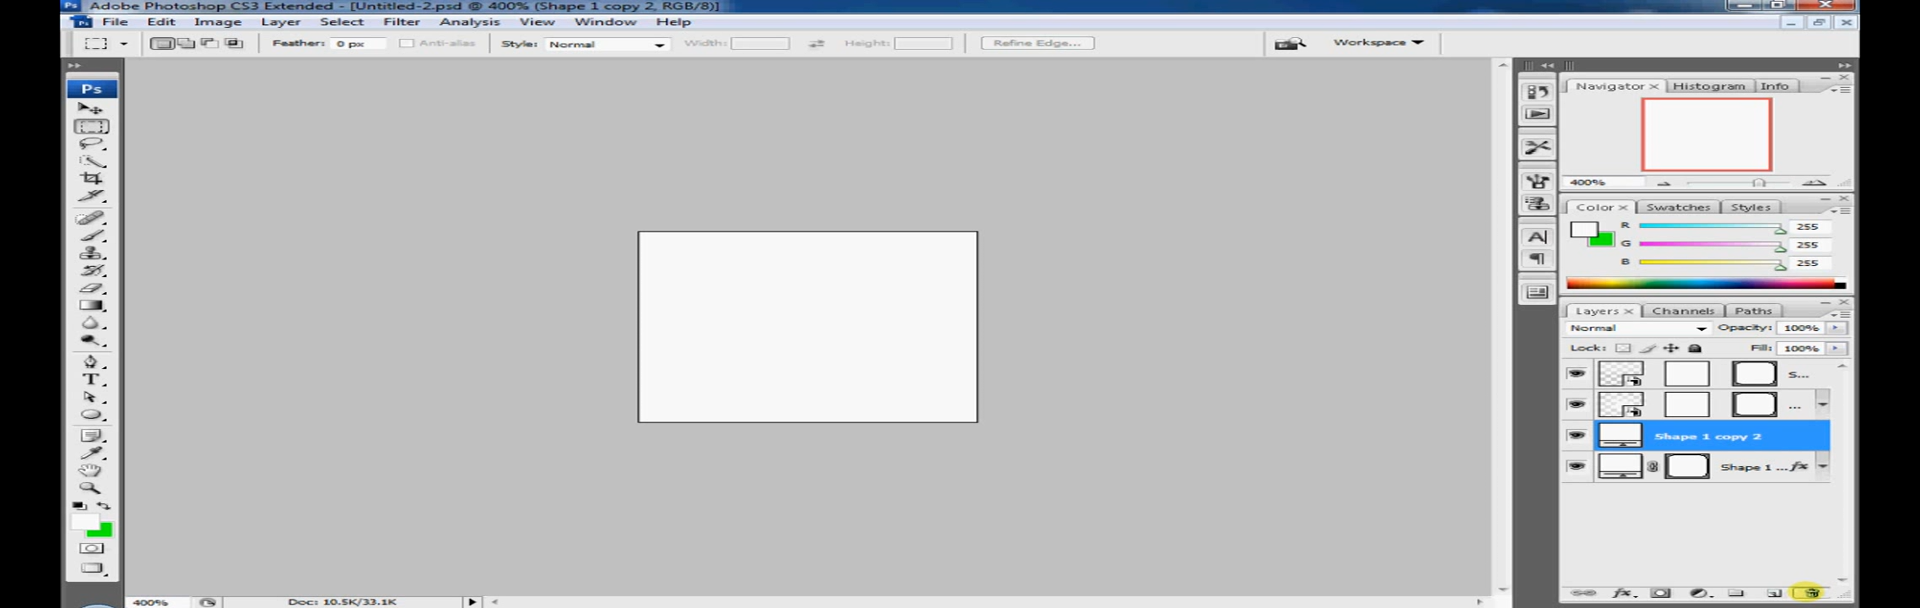 Adobe Photoshop CS3 Extended - [Untitled-2.psd @ 400% (Shape 1 copy 2, RGB/8)]
Ps File Edit Image Layer Select Filter Analysis View Window Help
Feather: 0 px Anti-alias Style: Normal Width: Height: Refine Edge... Workspace
Ps
Navigator × Histogram Info
400%
Color × Swatches Styles
R 255
G 255
B 255
Layers × Channels Paths
Normal Opacity: 100%
Lock: Fill: 100%
S...
...
Shape 1 copy 2
Shape 1 ... fx
T
A
fx
400% Doc: 10.5K/33.1K